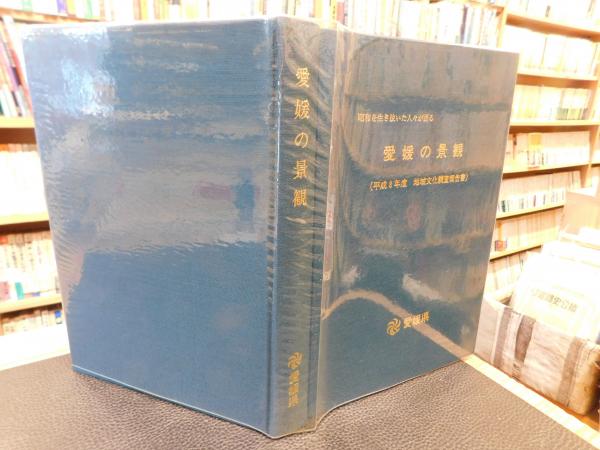 昭和を生き抜いた人々が語る
愛媛の景観
(平成8年度 地域文化調査報告書)
愛媛県
愛媛の景観
愛媛県